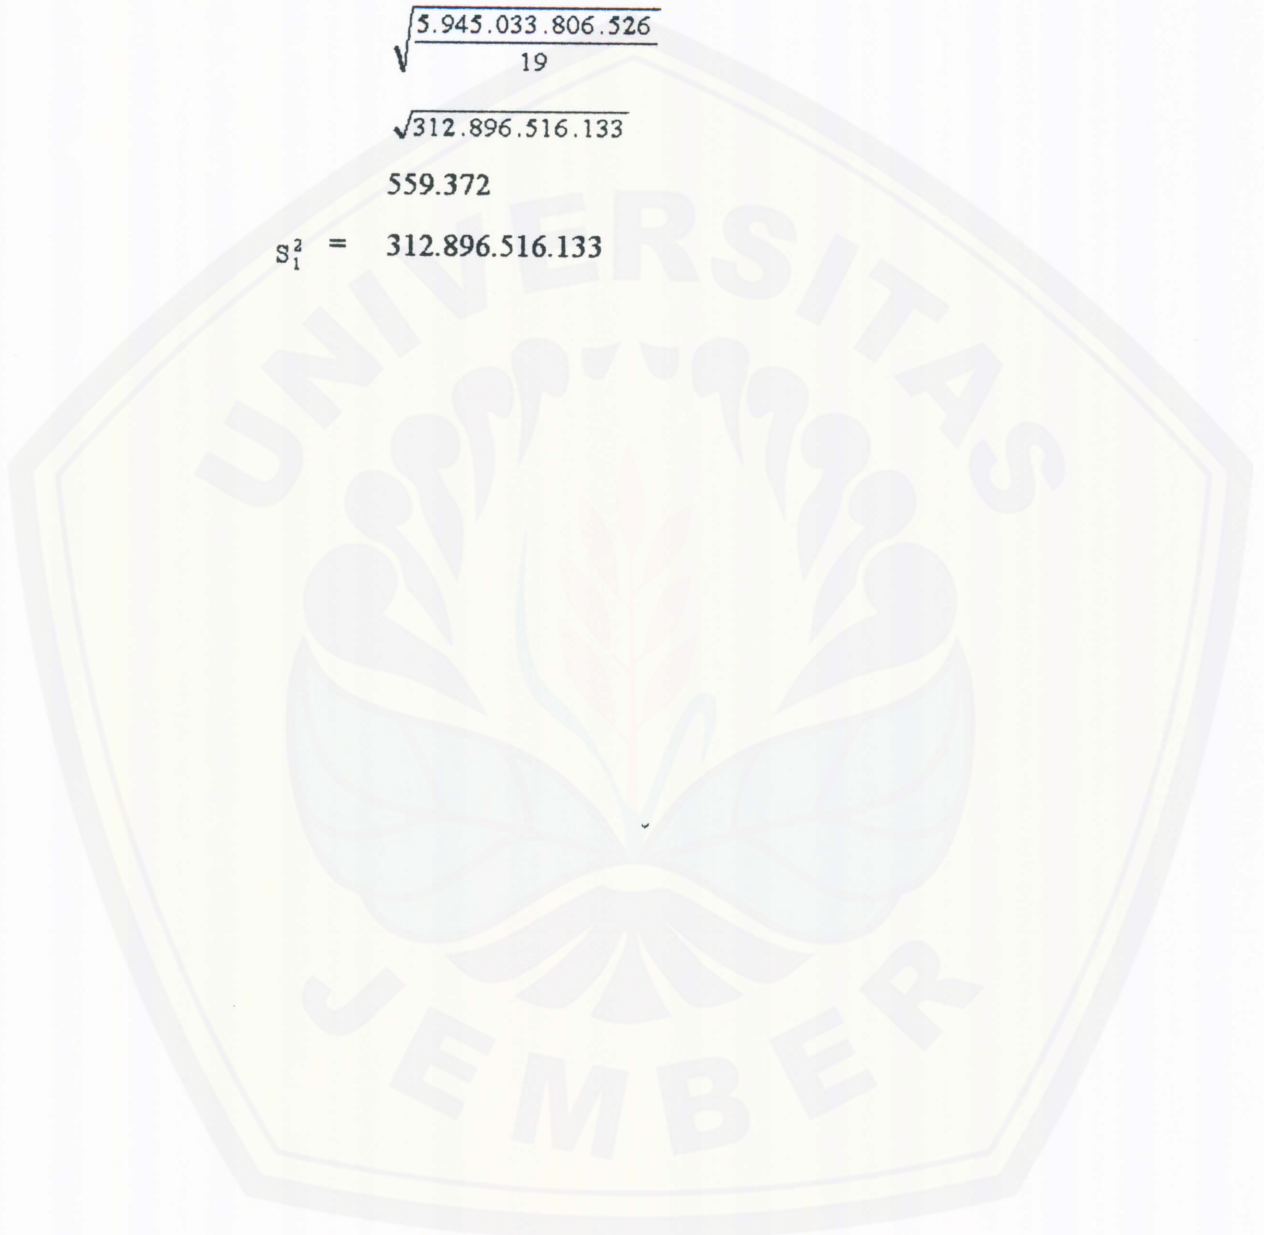 √(5.945.033.806.526 / 19)
√312.896.516.133
559.372
S₁² = 312.896.516.133
UNIVERSITAS
JEMBER